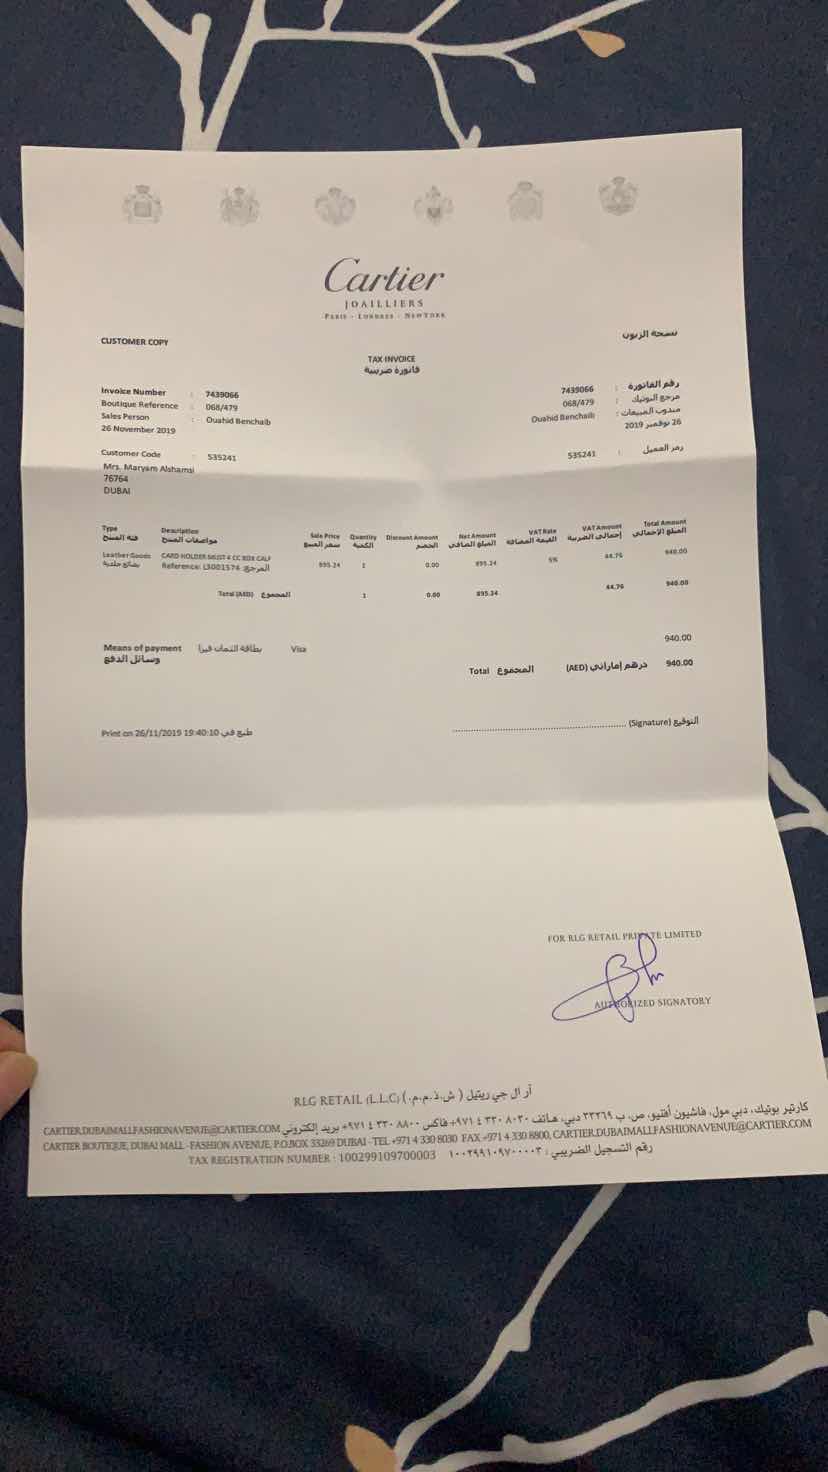 Cartier
JOAILLIERS
PARIS - LONDRES - NEW YORK
CUSTOMER COPY
نسخة الزبون
TAX INVOICE
فاتورة ضريبية
Invoice Number : 7439066
7439066 : رقم الفاتورة
Boutique Reference : 068/479
068/479 : مرجع البوتيك
Sales Person : Ouahid Benchaib
Ouahid Benchaib : مندوب المبيعات
26 November 2019
26 نوفمبر 2019
Customer Code : 535241
535241 : رمز العميل
Mrs. Maryam Alshamsi
76764
DUBAI
Type Description Sale Price Quantity Discount Amount Net Amount VAT Rate VAT Amount Total Amount
فئة المنتج مواصفات المنتج سعر المبيع الكمية الخصم المبلغ الصافي القيمة المضافة إجمالي الضريبة المبلغ الإجمالي
Leather Goods CARD HOLDER 4 CC BOX CALF 895.24 1 0.00 895.24 5% 44.76 940.00
بضائع جلدية Reference: L3001574 المرجع:
Total (AED) المجموع 1 0.00 895.24 44.76 940.00
Means of payment بطاقة ائتمان فيزا Visa 940.00
وسائل الدفع
Total المجموع (AED) درهم إماراتي 940.00
Print on 26/11/2019 19:40:10 طبع في
(Signature) التوقيع
FOR RLG RETAIL PRIVATE LIMITED
AUTHORIZED SIGNATORY
RLG RETAIL (L.L.C) (.ش.ذ.م.م) آر ال جي ريتيل
كارتير بوتيك، دبي مول، فاشيون أفنيو، ص. ب ٣٣٢٦٩ دبي، هاتف ٨٠٣٠ ٣٣٠ ٤ ٩٧١+ فاكس ٨٨٠٠ ٣٣٠ ٤ ٩٧١+ بريد إلكتروني CARTIER.DUBAIMALLFASHIONAVENUE@CARTIER.COM
CARTIER BOUTIQUE, DUBAI MALL - FASHION AVENUE, P.O.BOX 33269 DUBAI - TEL +971 4 330 8030 FAX +971 4 330 8800, CARTIER.DUBAIMALLFASHIONAVENUE@CARTIER.COM
TAX REGISTRATION NUMBER : 100299109700003 رقم التسجيل الضريبي : ١٠٠٢٩٩١٠٩٧٠٠٠٠٣